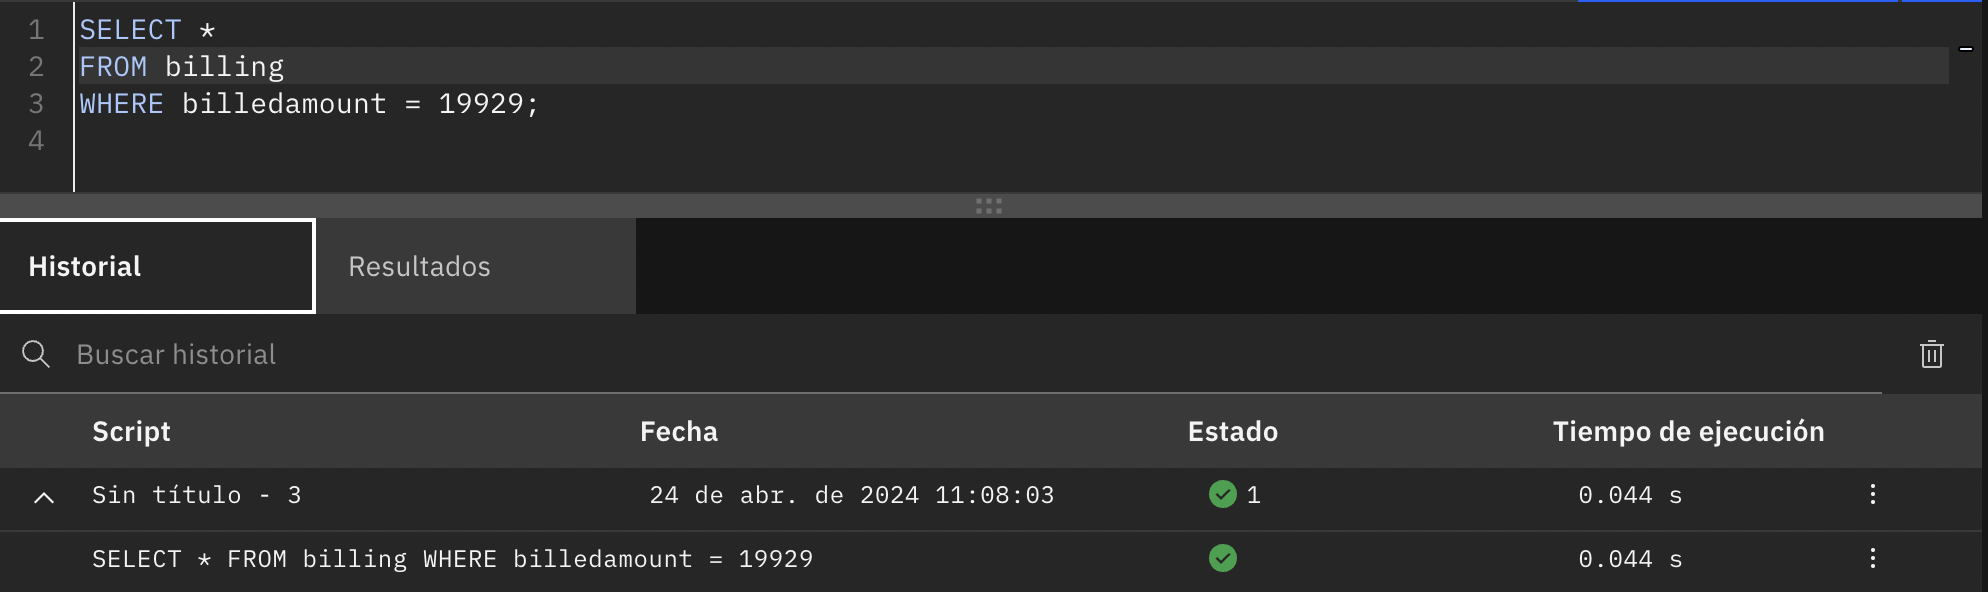 1 SELECT *
2 FROM billing
3 WHERE billedamount = 19929;
4
Historial Resultados
Buscar historial
Script Fecha Estado Tiempo de ejecución
Sin título - 3 24 de abr. de 2024 11:08:03 1 0.044 s
SELECT * FROM billing WHERE billedamount = 19929 0.044 s